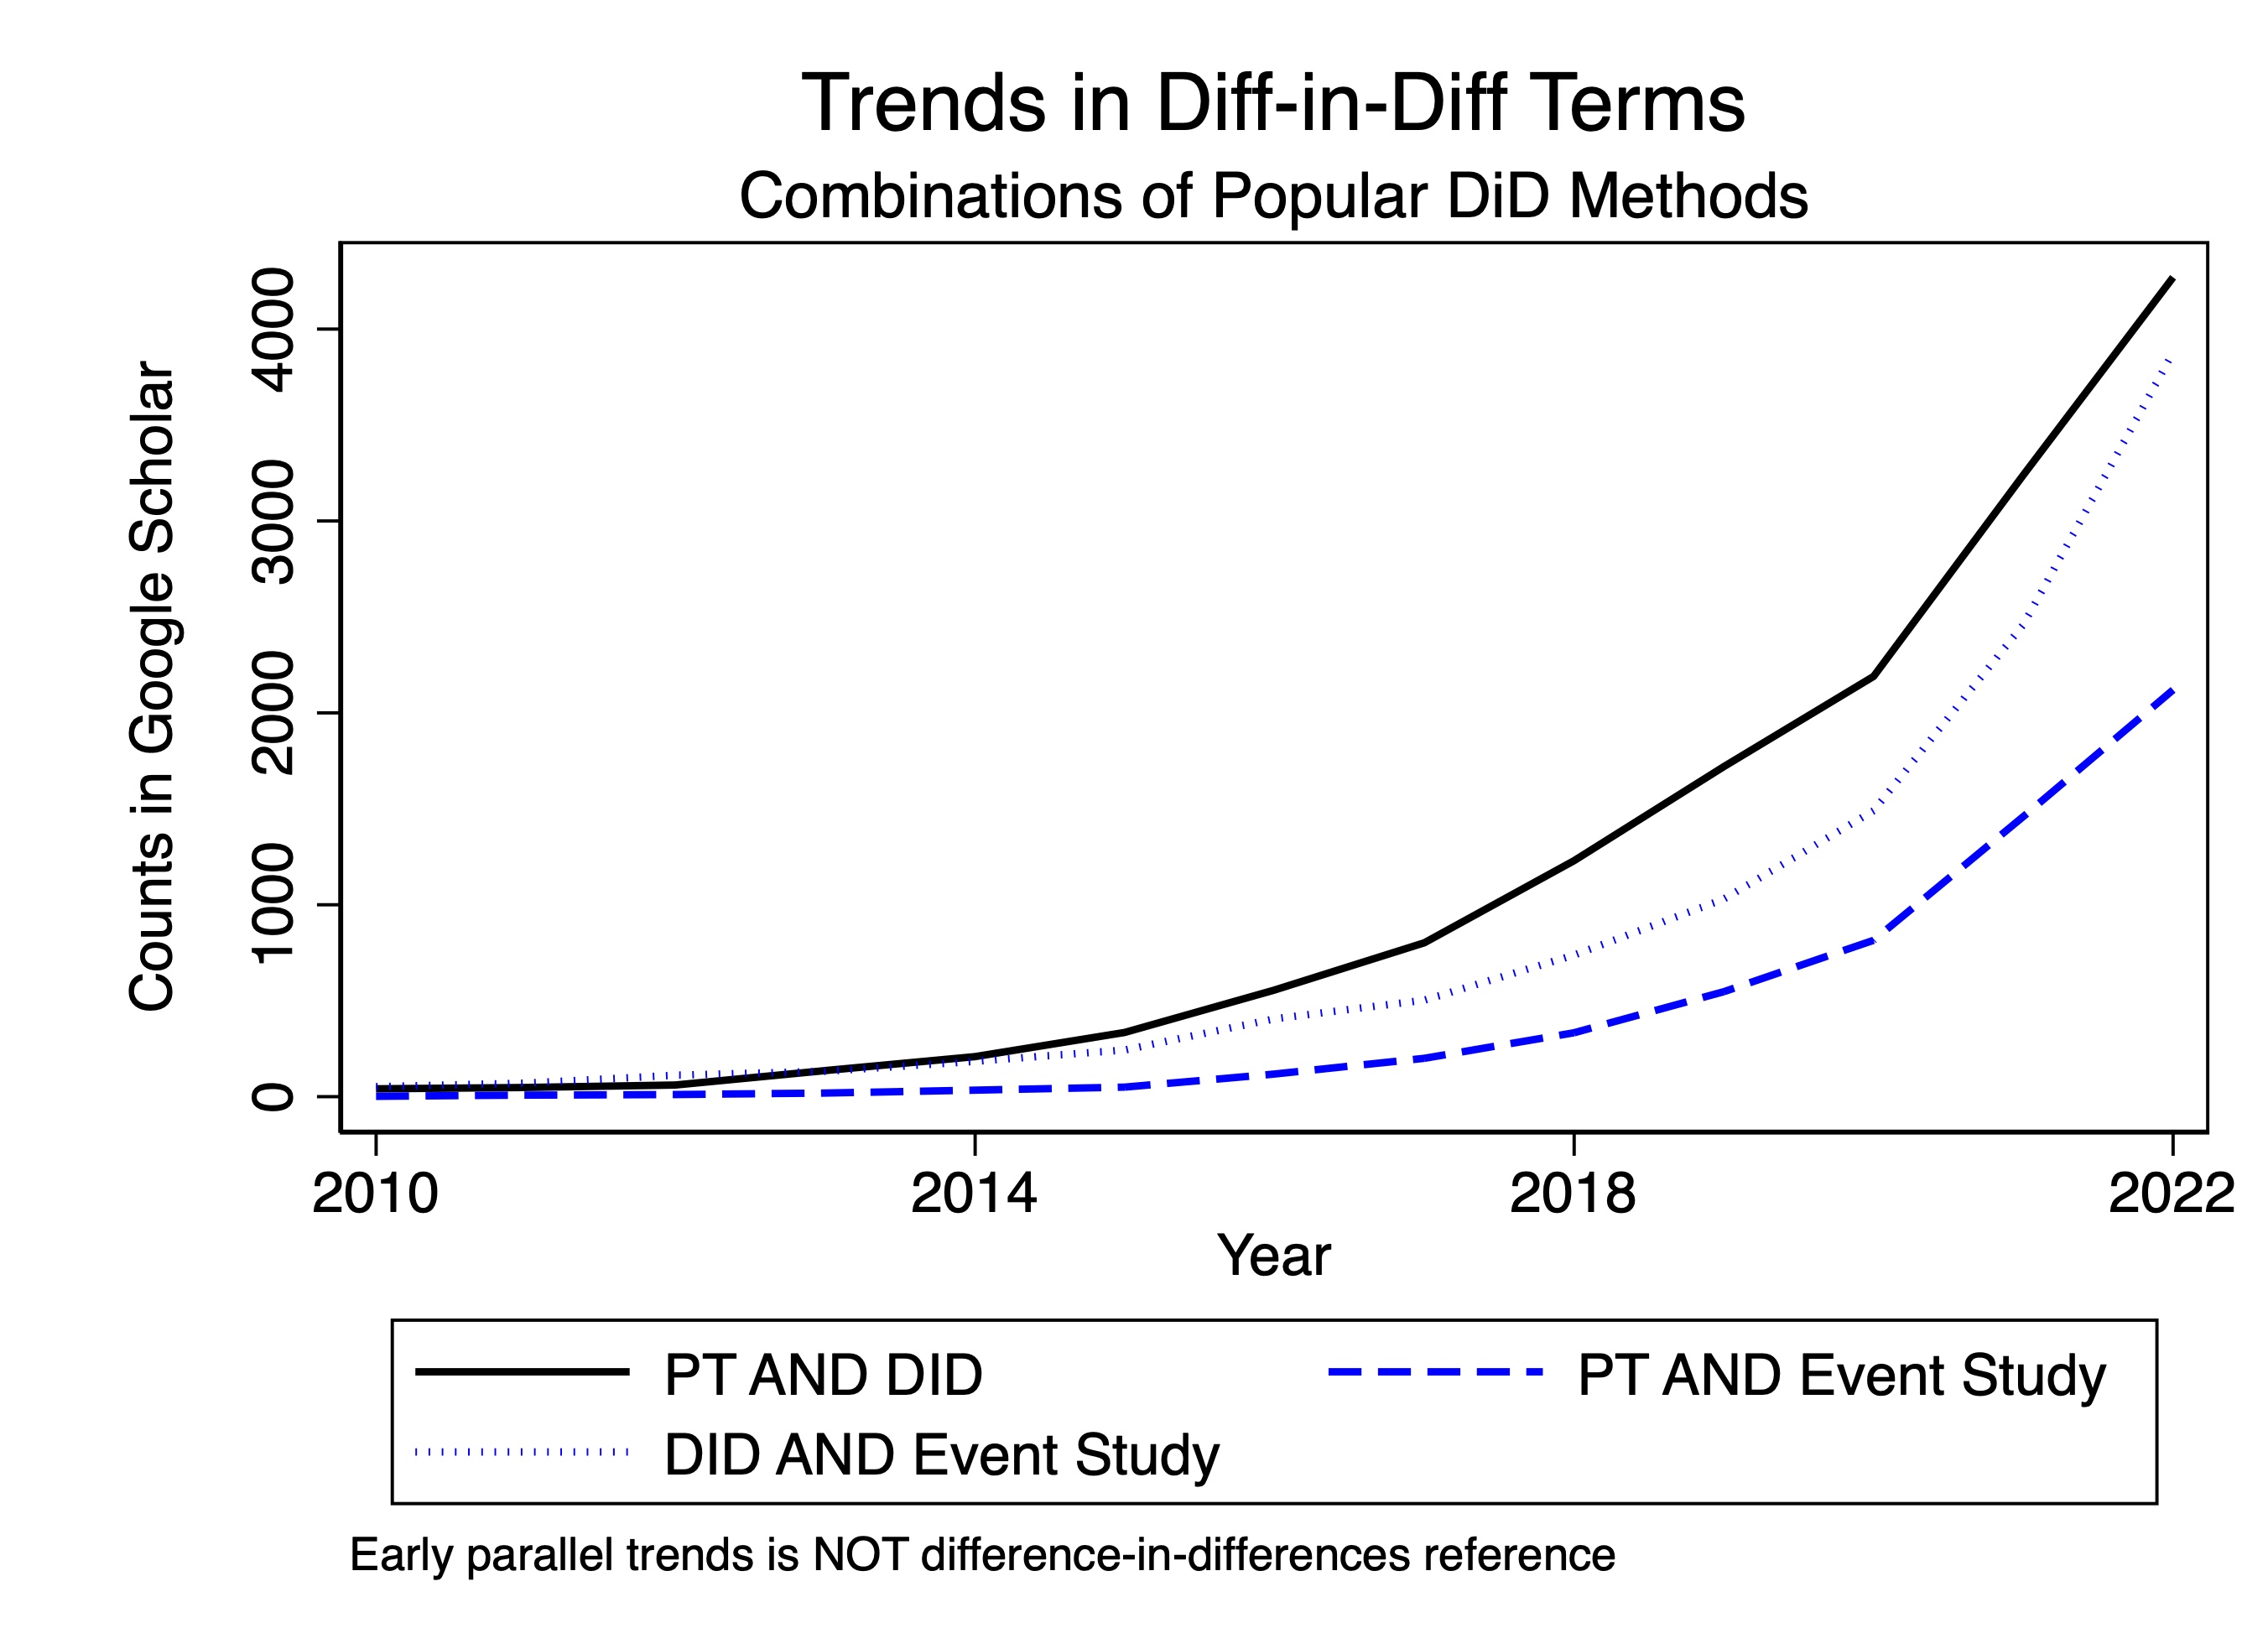 Trends in Diff-in-Diff Terms
Combinations of Popular DiD Methods
Counts in Google Scholar
4000
3000
2000
1000
0
2010 2014 2018 2022
Year
PT AND DID PT AND Event Study
DID AND Event Study
Early parallel trends is NOT difference-in-differences reference